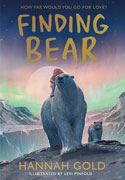 HOW FAR WOULD YOU GO FOR LOVE?
FINDING
BEAR
HANNAH GOLD
ILLUSTRATED BY LEVI PINFOLD